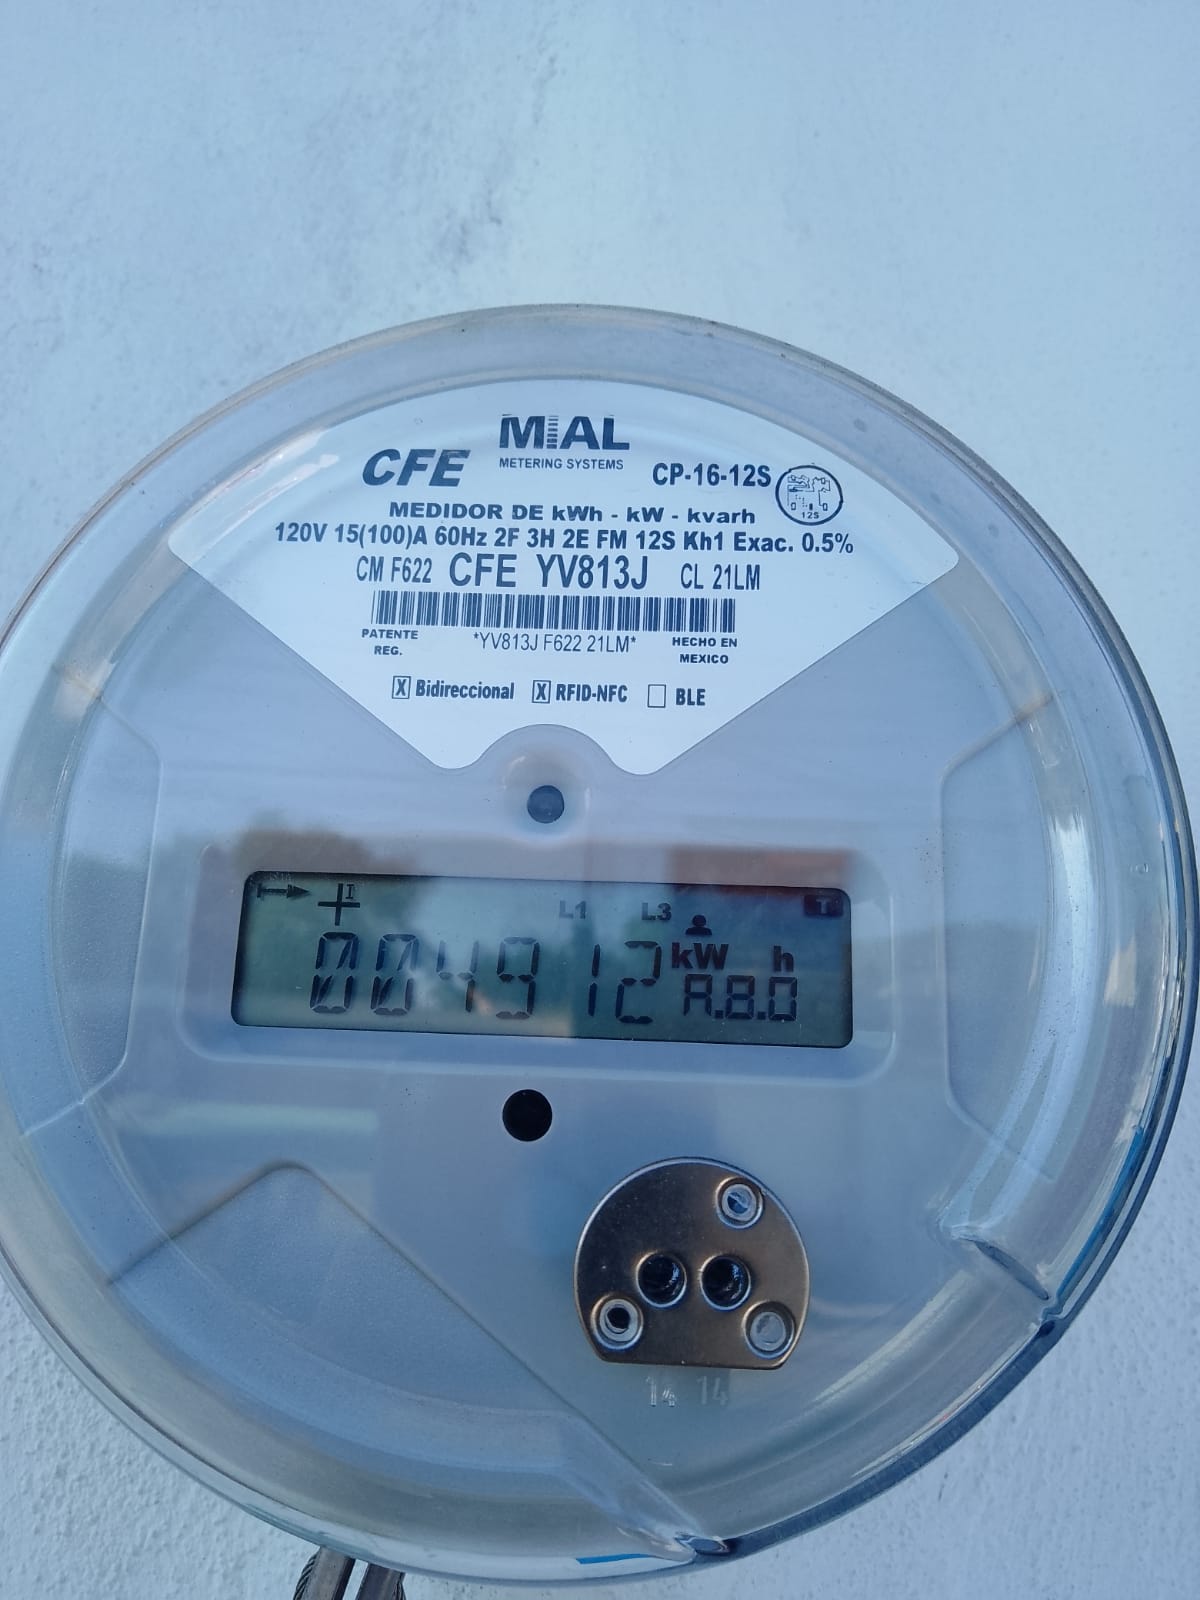 MIAL
METERING SYSTEMS
CFE
CP-16-12S
12S
MEDIDOR DE kWh - kW - kvarh
120V 15(100)A 60Hz 2F 3H 2E FM 12S Kh1 Exac. 0.5%
CM F622 CFE YV813J CL 21LM
PATENTE REG.
*YV813J F622 21LM*
HECHO EN MEXICO
X Bidireccional X RFID-NFC BLE
L1 L3 T
004912 kW h
A.8.0
14 14